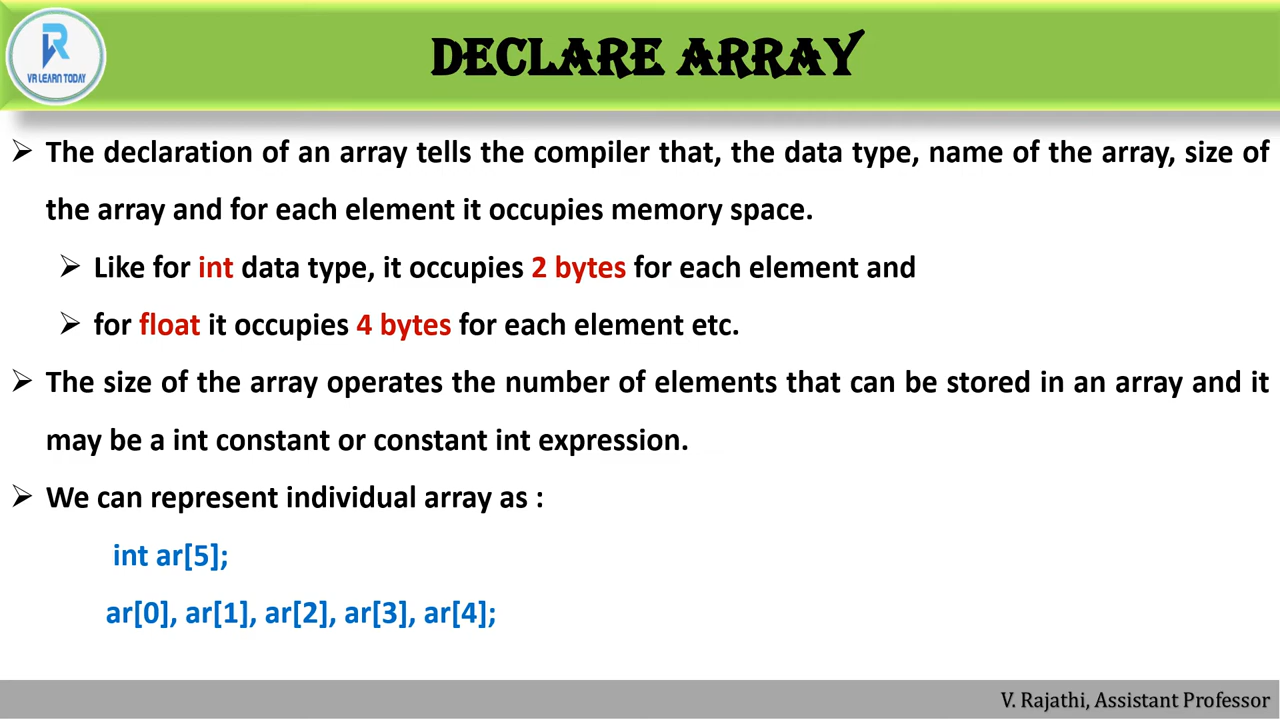 VR LEARN TODAY
DECLARE ARRAY
➢ The declaration of an array tells the compiler that, the data type, name of the array, size of
the array and for each element it occupies memory space.
➢ Like for int data type, it occupies 2 bytes for each element and
➢ for float it occupies 4 bytes for each element etc.
➢ The size of the array operates the number of elements that can be stored in an array and it
may be a int constant or constant int expression.
➢ We can represent individual array as :
int ar[5];
ar[0], ar[1], ar[2], ar[3], ar[4];
V. Rajathi, Assistant Professor